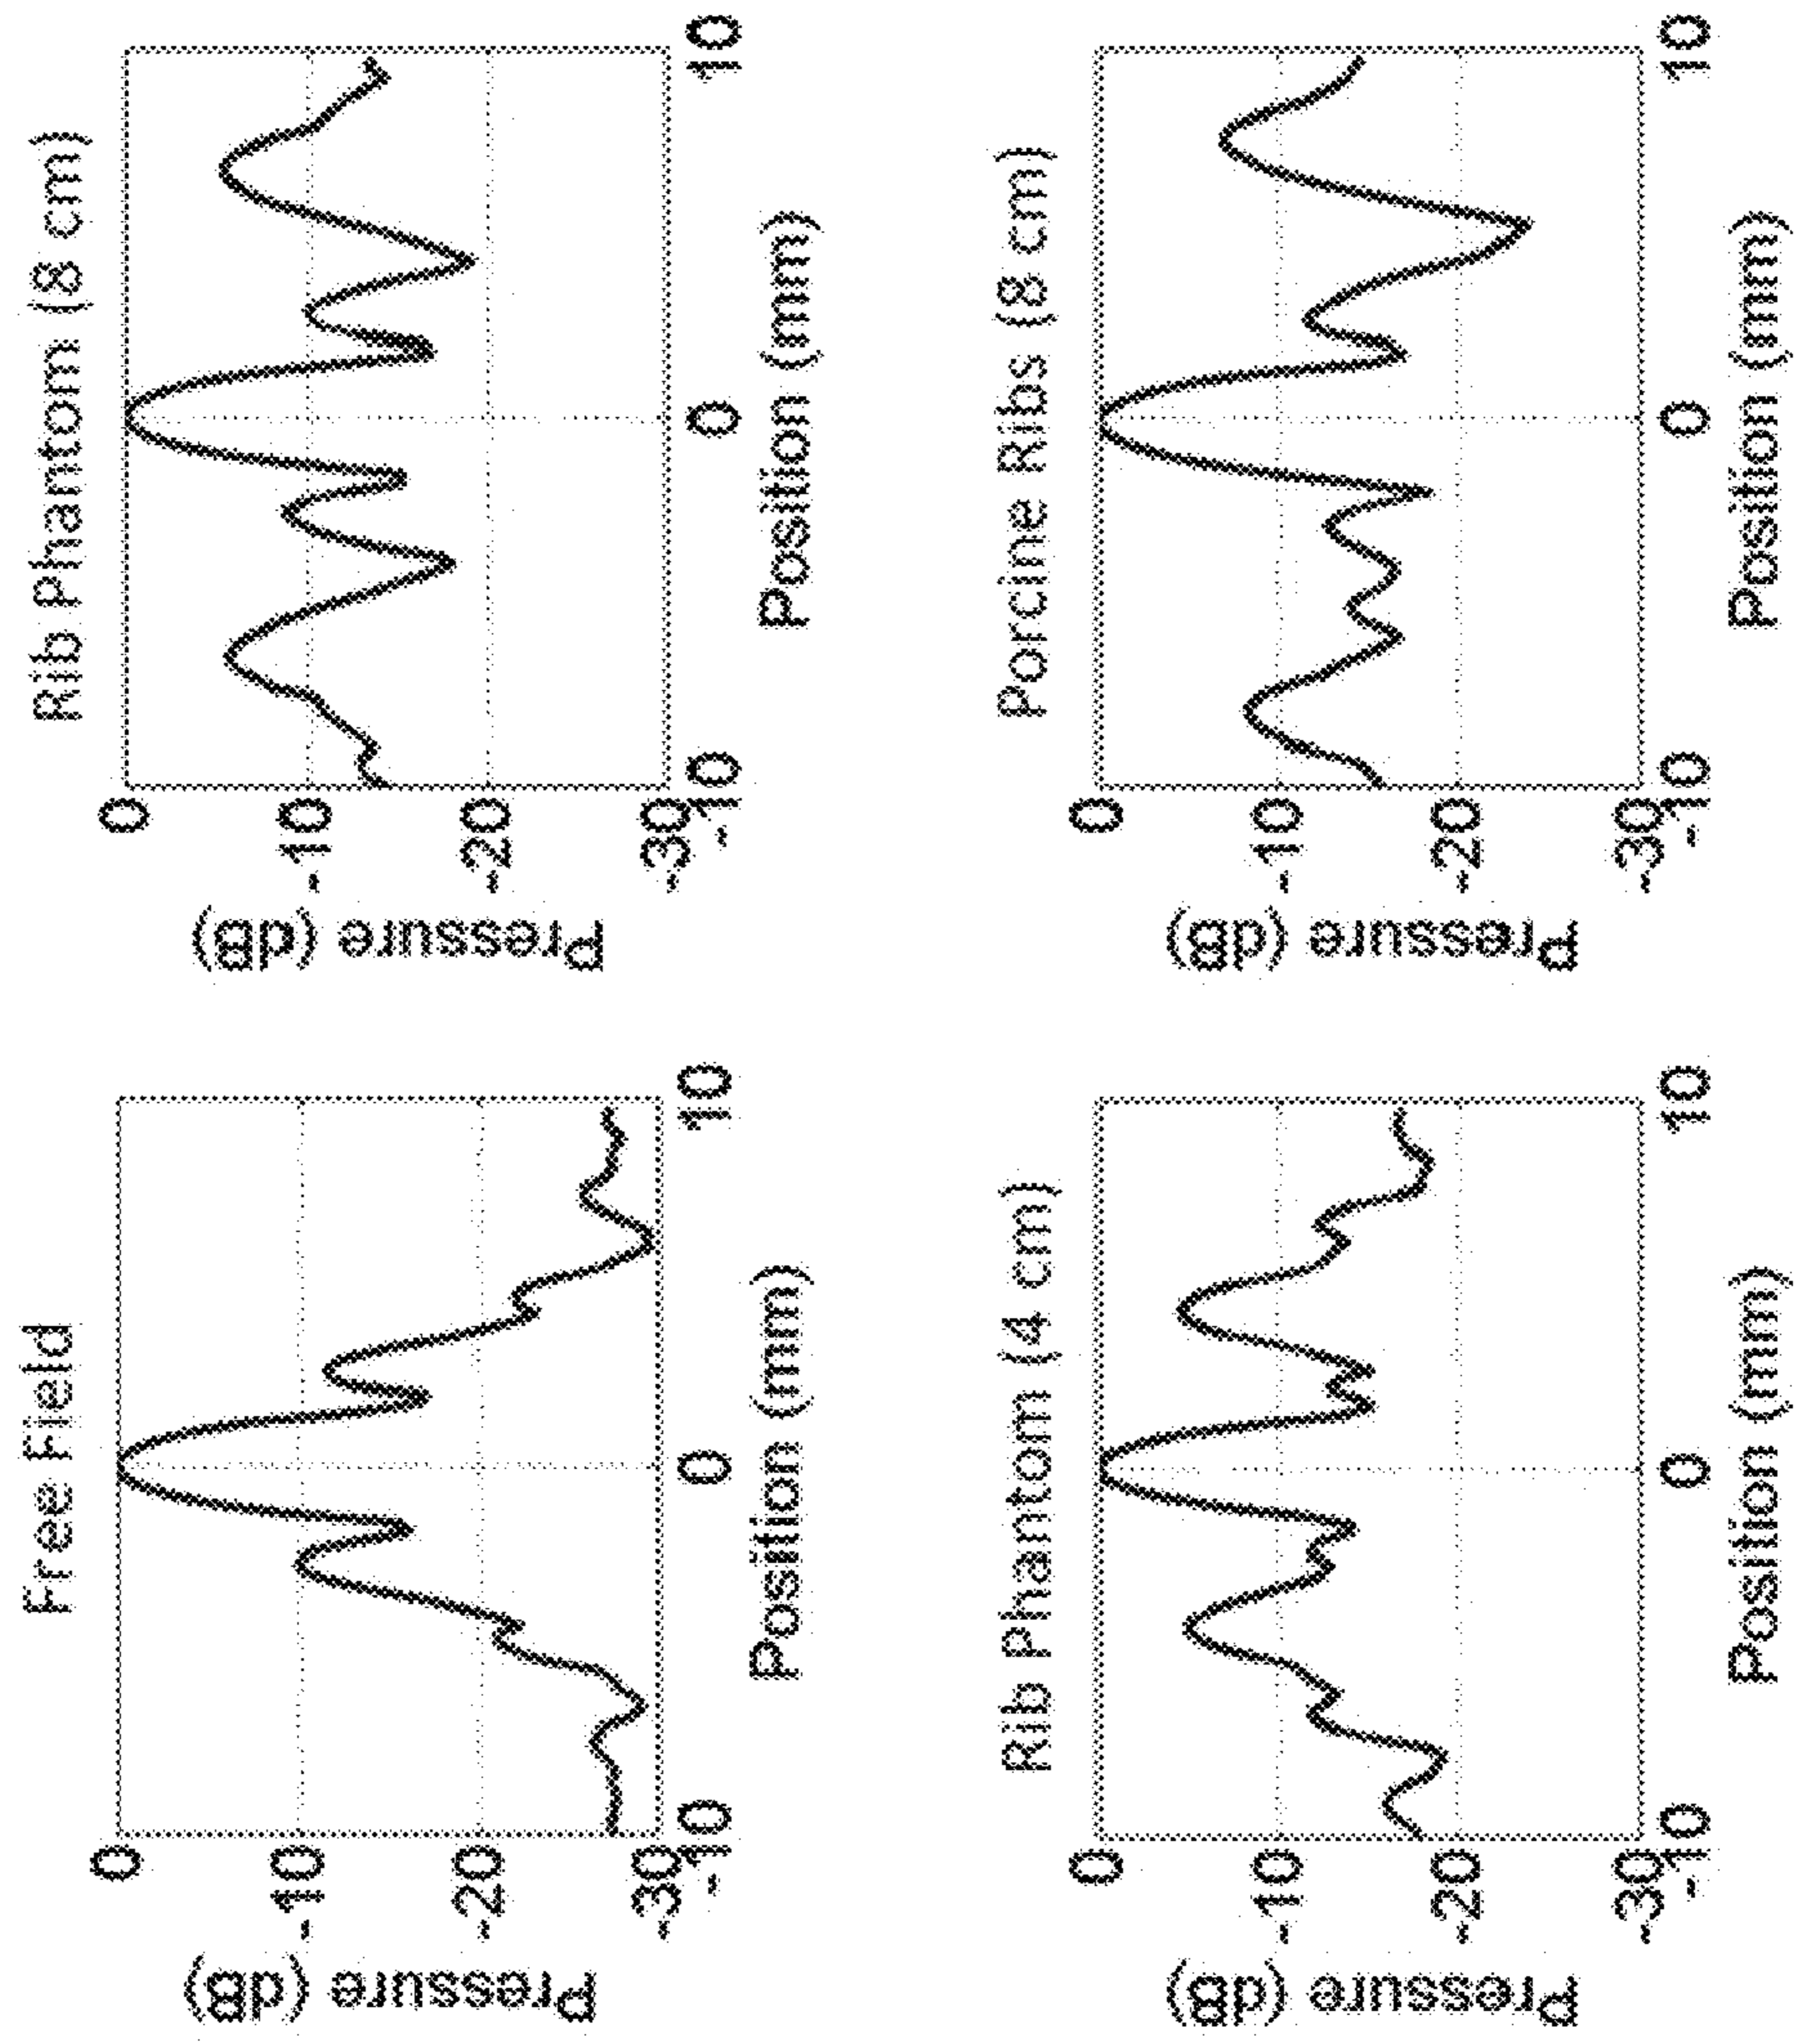 Free Field
Pressure (dB)
0
-10
-20
-30
-10
0
10
Position (mm)
Rib Phantom (8 cm)
Pressure (dB)
0
-10
-20
-30
-10
0
10
Position (mm)
Rib Phantom (4 cm)
Pressure (dB)
0
-10
-20
-30
-10
0
10
Position (mm)
Porcine Ribs (8 cm)
Pressure (dB)
0
-10
-20
-30
-10
0
10
Position (mm)